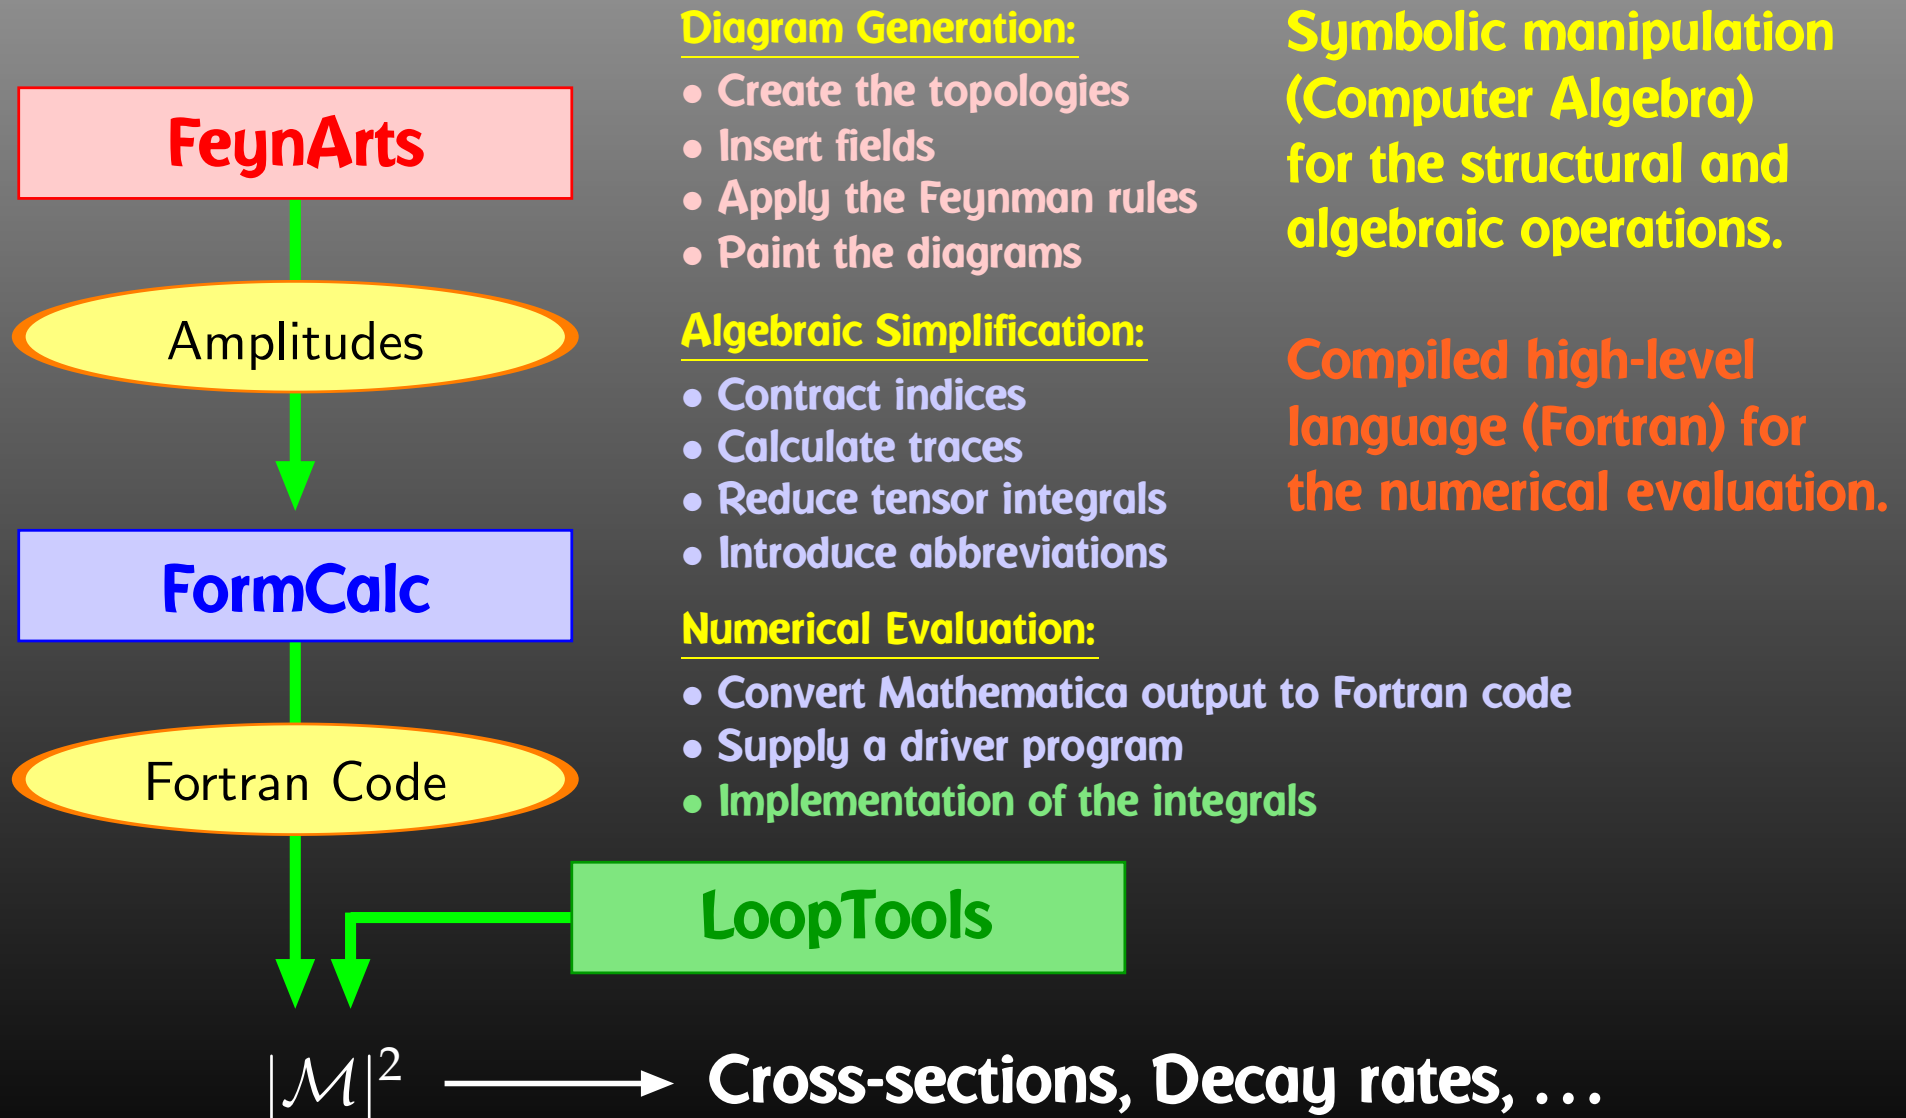 FeynArts
Amplitudes
FormCalc
Fortran Code
LoopTools
|ℳ|² ⟶ Cross-sections, Decay rates, …
Diagram Generation:
• Create the topologies
• Insert fields
• Apply the Feynman rules
• Paint the diagrams
Algebraic Simplification:
• Contract indices
• Calculate traces
• Reduce tensor integrals
• Introduce abbreviations
Numerical Evaluation:
• Convert Mathematica output to Fortran code
• Supply a driver program
• Implementation of the integrals
Symbolic manipulation
(Computer Algebra)
for the structural and
algebraic operations.
Compiled high-level
language (Fortran) for
the numerical evaluation.